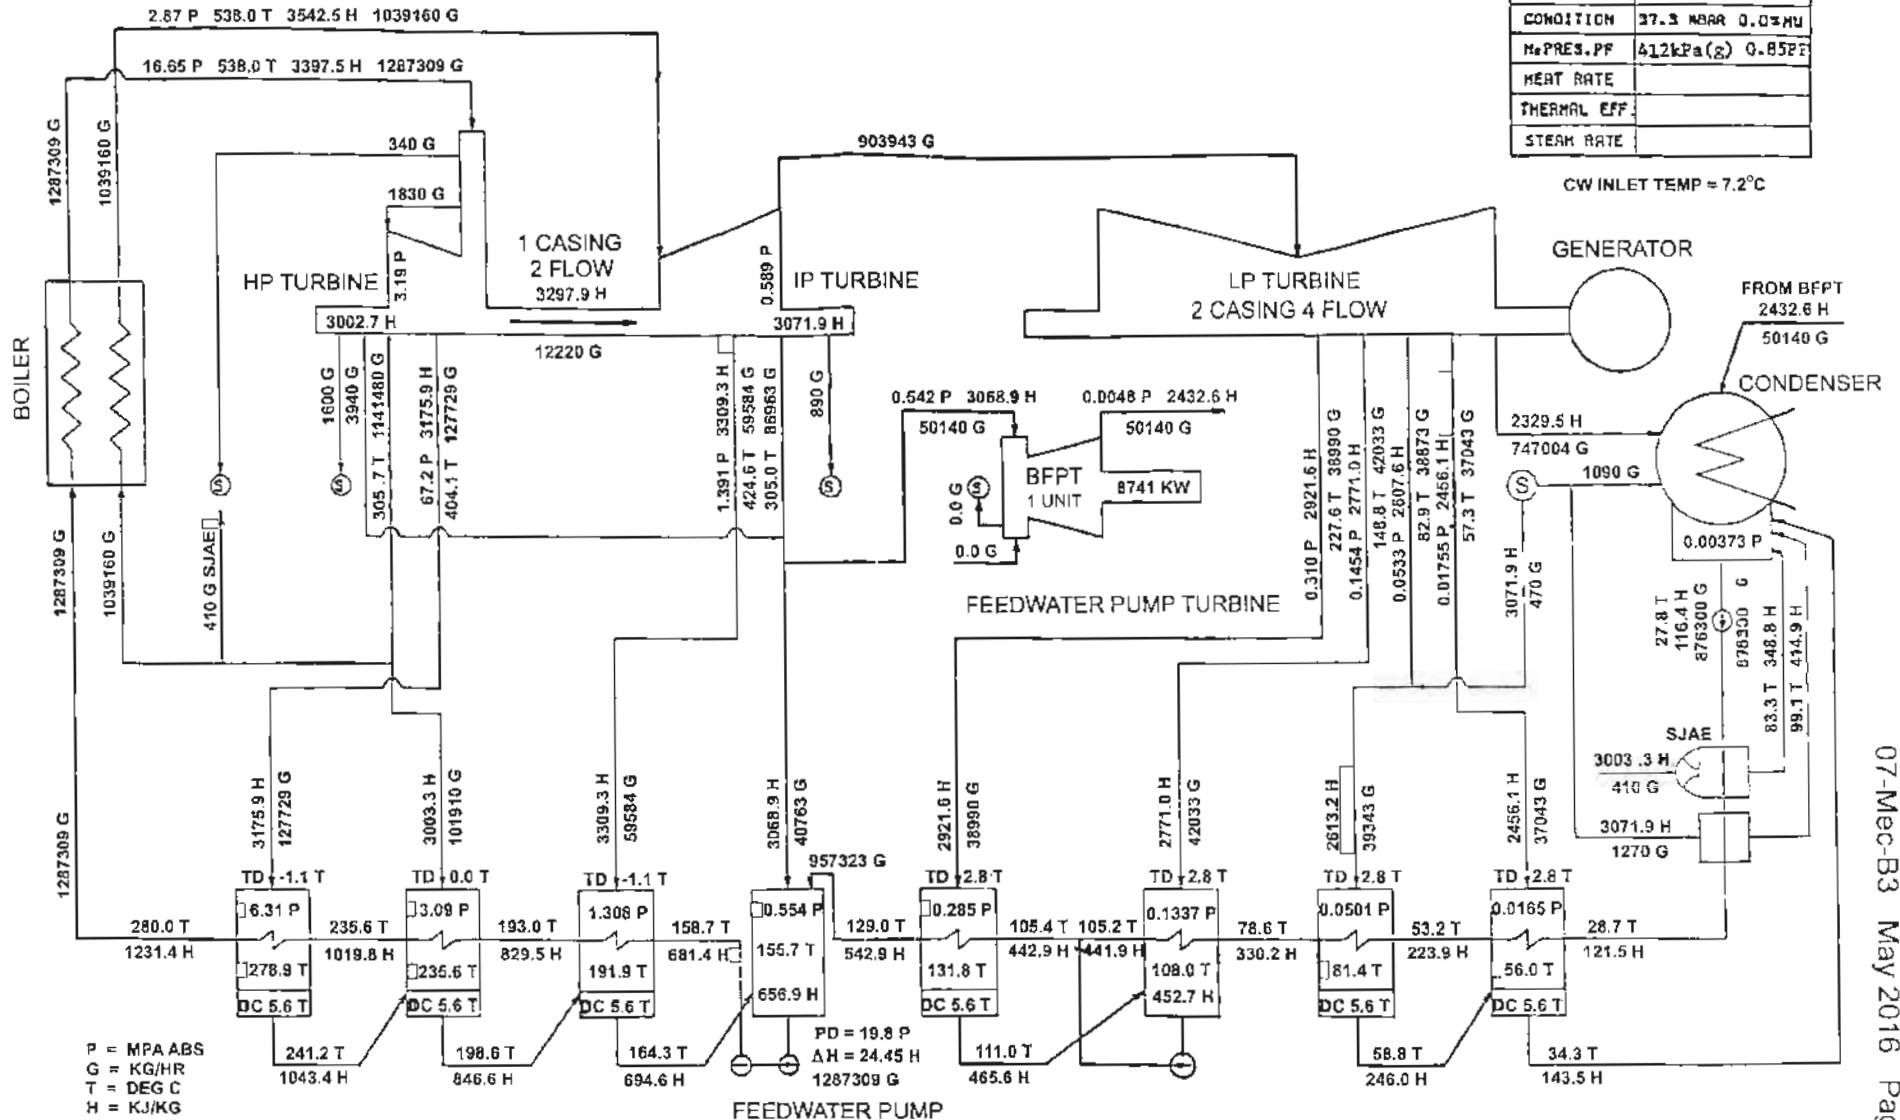 2.87 P 538.0 T 3542.5 H 1039160 G
16.65 P 538.0 T 3397.5 H 1287309 G
CONDITION 37.3 MBAR 0.0%MU
H₂PRES.PF 412kPa(g) 0.85PF
HEAT RATE
THERMAL EFF.
STEAM RATE
CW INLET TEMP = 7.2°C
1287309 G
1039160 G
340 G
1830 G
903943 G
1 CASING
2 FLOW
3297.9 H
HP TURBINE
3.19 P
3002.7 H
0.589 P
IP TURBINE
3071.9 H
12220 G
LP TURBINE
2 CASING 4 FLOW
GENERATOR
FROM BFPT
2432.6 H
50140 G
CONDENSER
BOILER
1600 G
3940 G
305.7 T 1141480 G
67.2 P 3175.9 H
404.1 T 127729 G
1.391 P 3309.3 H
424.6 T 59584 G
305.0 T 86963 G
890 G
0.542 P 3068.9 H
50140 G
0.0048 P 2432.6 H
50140 G
BFPT
1 UNIT
8741 KW
0.0 G
0.0 G
S
S
S
S
S
FEEDWATER PUMP TURBINE
0.310 P 2921.6 H
227.6 T 38990 G
0.1454 P 2771.0 H
148.8 T 42033 G
0.0533 P 2607.6 H
82.9 T 38873 G
0.01755 P 2456.1 H
57.3 T 37043 G
2329.5 H
747004 G
1090 G
3071.9 H
470 G
0.00373 P
27.8 T
116.4 H
876300 G
876300 G
83.3 T 348.8 H
99.1 T 414.9 H
SJAE
3003.3 H
410 G
3071.9 H
1270 G
1287309 G
1039160 G
410 G SJAE
1287309 G
3175.9 H
127729 G
3003.3 H
101910 G
3309.3 H
59584 G
3068.9 H
40763 G
957323 G
2921.6 H
38990 G
2771.0 H
42033 G
2613.2 H
39343 G
2456.1 H
37043 G
TD -1.1 T
TD 0.0 T
TD -1.1 T
TD 2.8 T
TD 2.8 T
TD 2.8 T
TD 2.8 T
280.0 T
1231.4 H
6.31 P
278.9 T
DC 5.6 T
235.6 T
1019.8 H
3.09 P
235.6 T
DC 5.6 T
193.0 T
829.5 H
1.308 P
191.9 T
DC 5.6 T
158.7 T
681.4 H
0.554 P
155.7 T
656.9 H
129.0 T
542.9 H
0.285 P
131.8 T
DC 5.6 T
105.4 T
442.9 H
105.2 T
441.9 H
0.1337 P
108.0 T
452.7 H
78.6 T
330.2 H
0.0501 P
81.4 T
DC 5.6 T
53.2 T
223.9 H
0.0165 P
56.0 T
DC 5.6 T
28.7 T
121.5 H
241.2 T
1043.4 H
198.6 T
846.6 H
164.3 T
694.6 H
PD = 19.8 P
ΔH = 24.45 H
1287309 G
111.0 T
465.6 H
58.8 T
246.0 H
34.3 T
143.5 H
P = MPA ABS
G = KG/HR
T = DEG C
H = KJ/KG
FEEDWATER PUMP
07-Mec-B3 May 2016